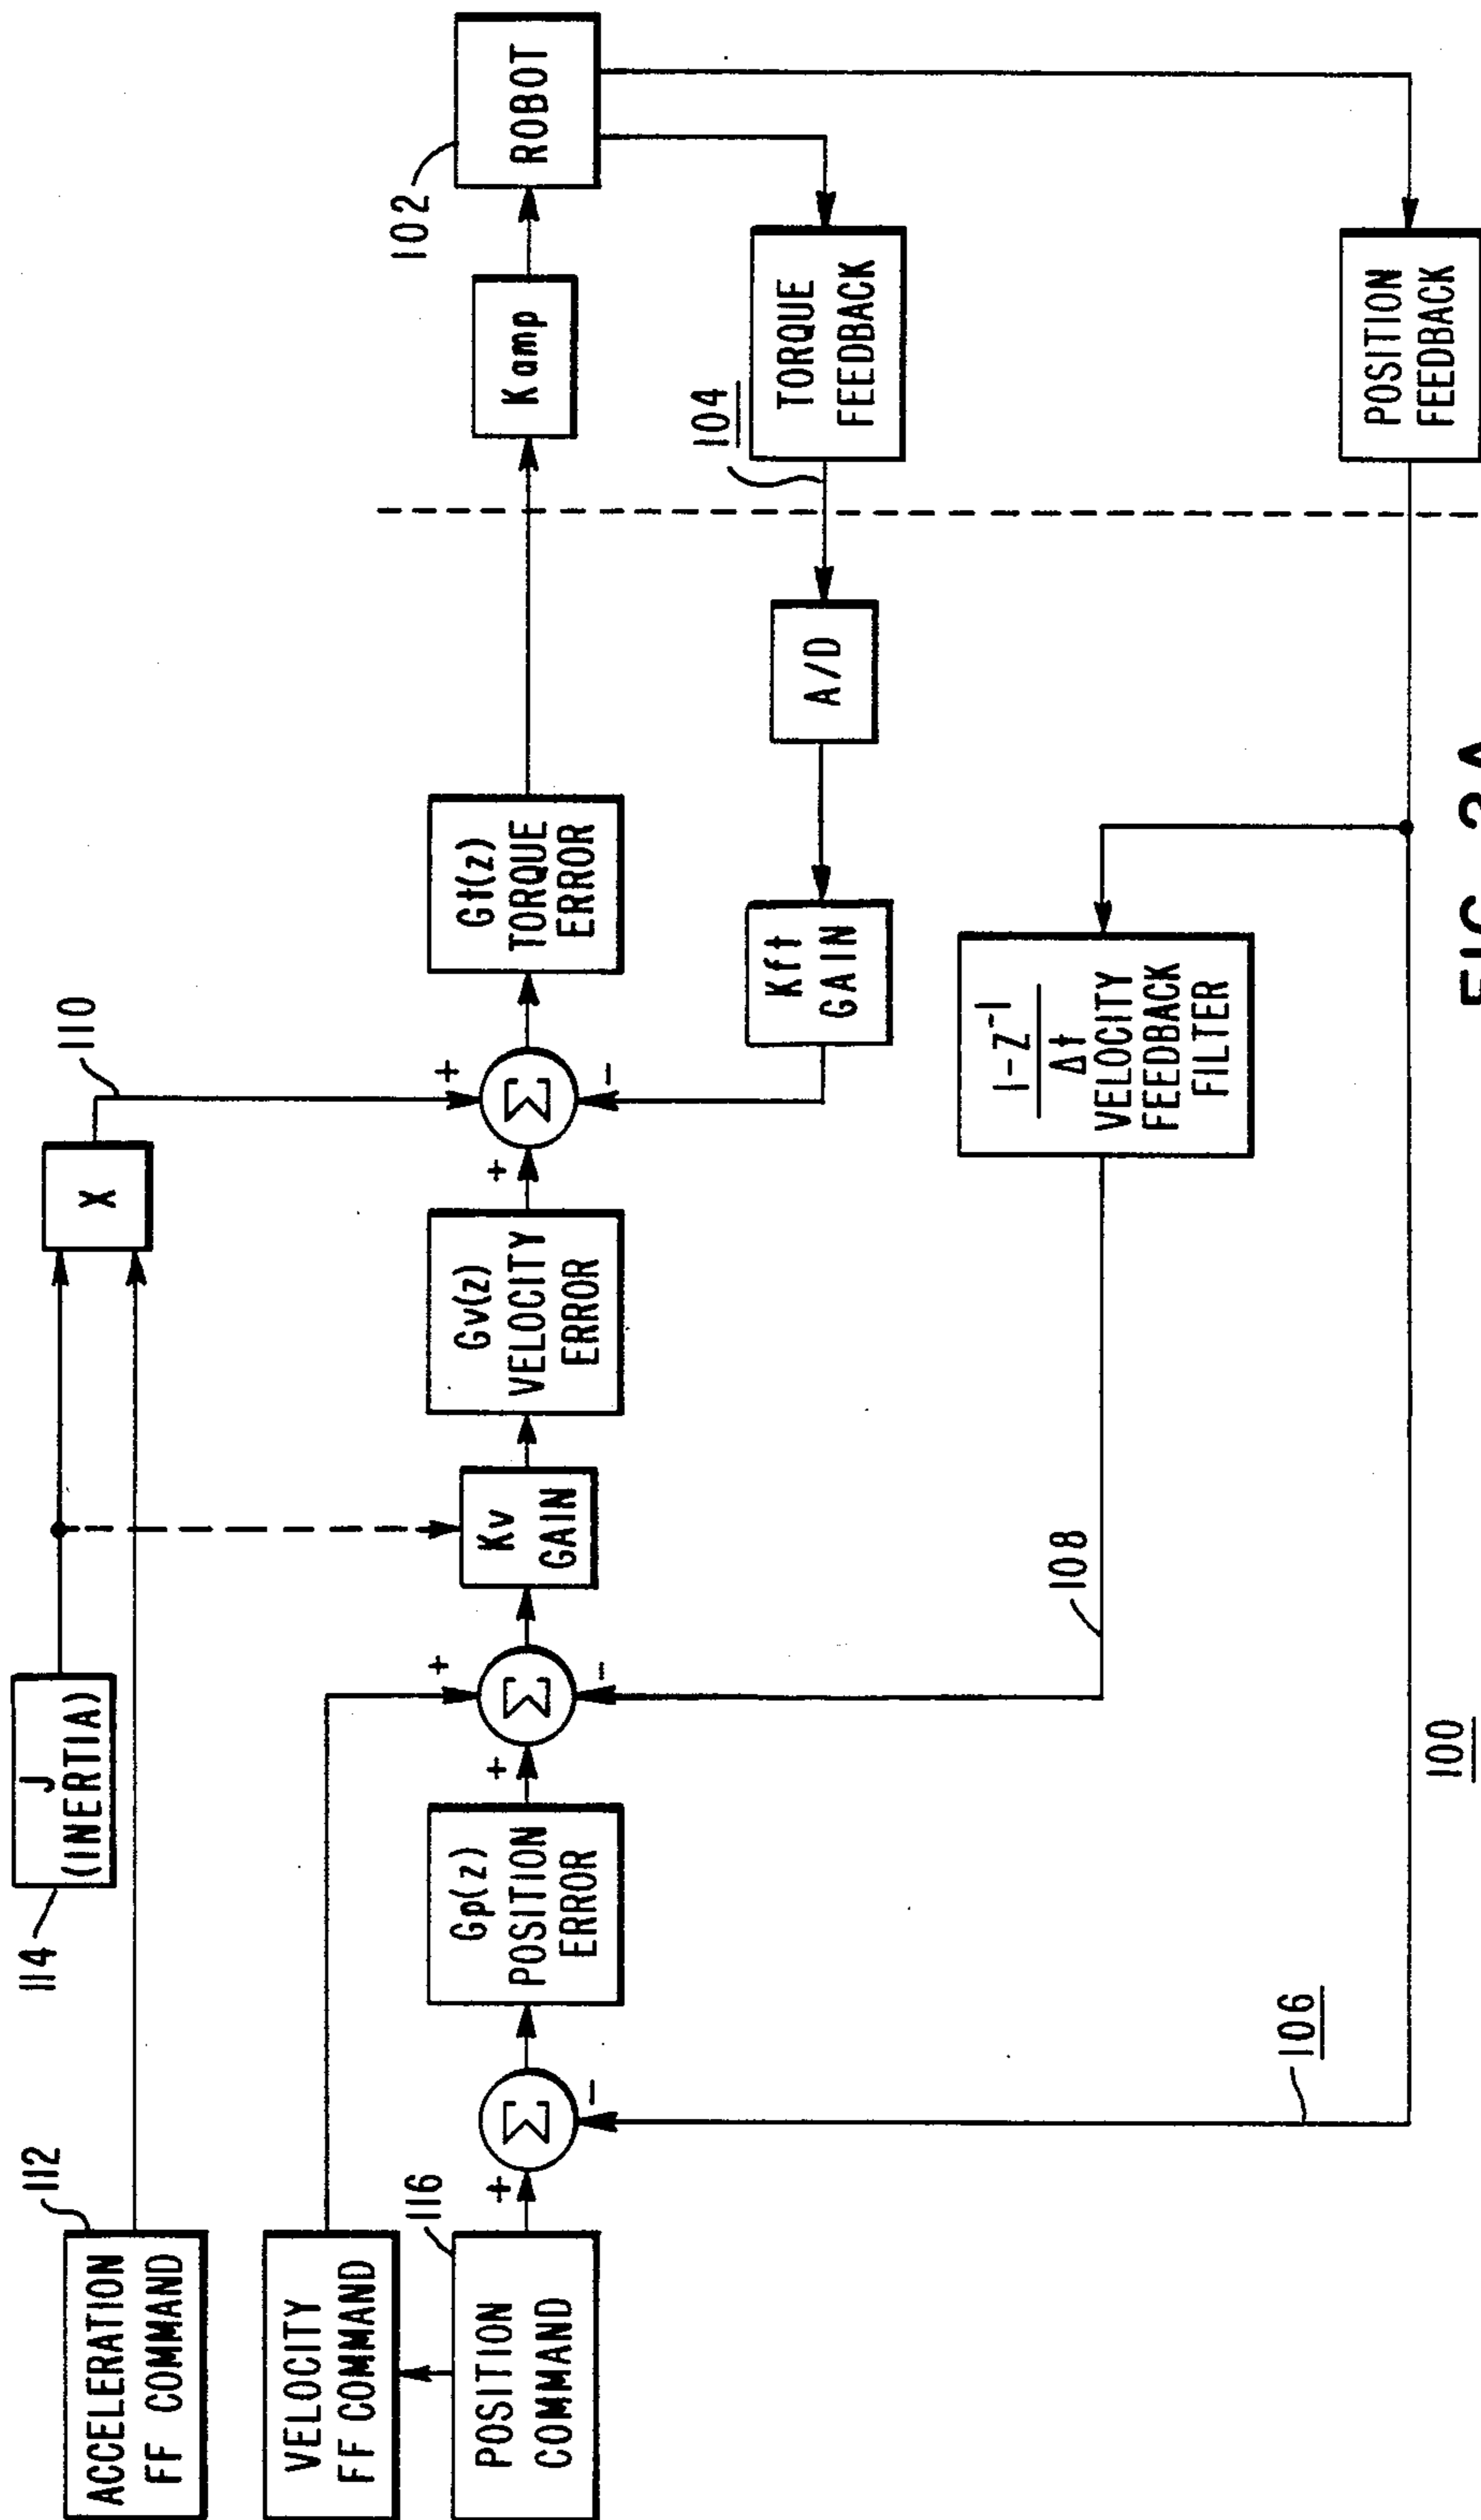 112
ACCELERATION
FF COMMAND
VELOCITY
FF COMMAND
116
POSITION
COMMAND
114
J
(INERTIA)
X
110
+
Σ
-
Gp(z)
POSITION
ERROR
+
+
Σ
-
Kv
GAIN
Gv(z)
VELOCITY
ERROR
+
+
Σ
-
Gt(z)
TORQUE
ERROR
Kamp
102
ROBOT
Kft
GAIN
A/D
104
TORQUE
FEEDBACK
108
1-Z⁻¹
Δt
VELOCITY
FEEDBACK
FILTER
106
100
POSITION
FEEDBACK